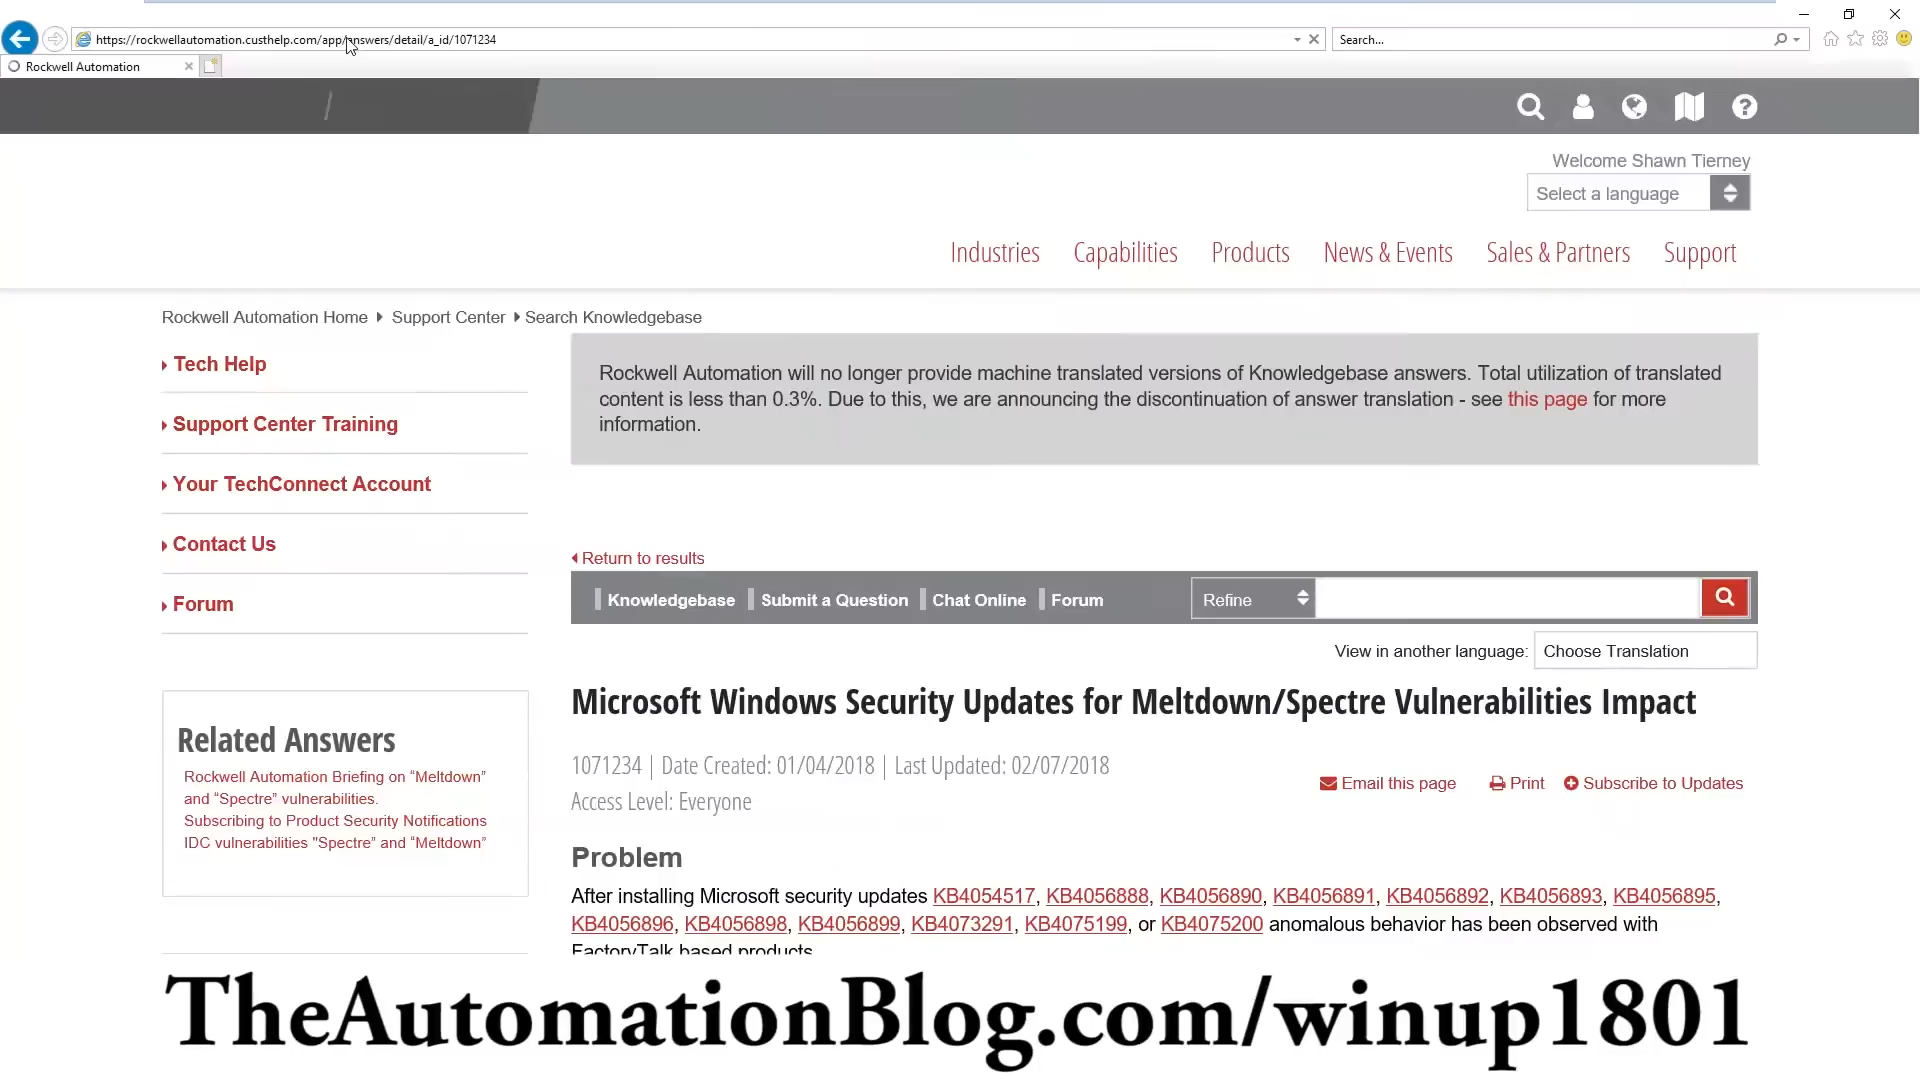 https://rockwellautomation.custhelp.com/app/answers/detail/a_id/1071234
Search...
Rockwell Automation
Welcome Shawn Tierney
Select a language
Industries Capabilities Products News & Events Sales & Partners Support
Rockwell Automation Home Support Center Search Knowledgebase
Tech Help
Support Center Training
Your TechConnect Account
Contact Us
Forum
Rockwell Automation will no longer provide machine translated versions of Knowledgebase answers. Total utilization of translated
content is less than 0.3%. Due to this, we are announcing the discontinuation of answer translation - see this page for more
information.
Return to results
Knowledgebase Submit a Question Chat Online Forum Refine
View in another language: Choose Translation
Microsoft Windows Security Updates for Meltdown/Spectre Vulnerabilities Impact
1071234 | Date Created: 01/04/2018 | Last Updated: 02/07/2018
Access Level: Everyone
Email this page Print Subscribe to Updates
Related Answers
Rockwell Automation Briefing on “Meltdown”
and “Spectre” vulnerabilities.
Subscribing to Product Security Notifications
IDC vulnerabilities "Spectre” and “Meltdown”
Problem
After installing Microsoft security updates KB4054517, KB4056888, KB4056890, KB4056891, KB4056892, KB4056893, KB4056895,
KB4056896, KB4056898, KB4056899, KB4073291, KB4075199, or KB4075200 anomalous behavior has been observed with
FactoryTalk based products
TheAutomationBlog.com/winup1801